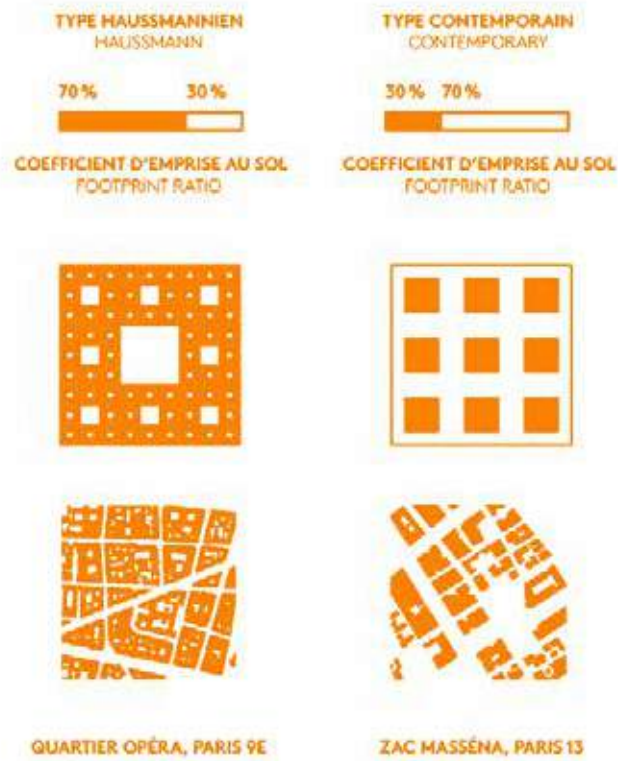 TYPE HAUSSMANNIEN
HAUSSMANN
70 % 30 %
COEFFICIENT D'EMPRISE AU SOL
FOOTPRINT RATIO
QUARTIER OPÉRA, PARIS 9E
TYPE CONTEMPORAIN
CONTEMPORARY
30 % 70 %
COEFFICIENT D'EMPRISE AU SOL
FOOTPRINT RATIO
ZAC MASSÉNA, PARIS 13